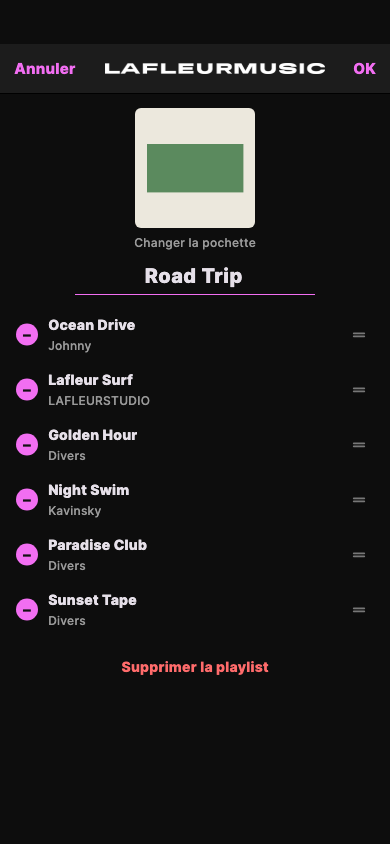 Annuler LAFLEURMUSIC OK
Changer la pochette
Road Trip
Ocean Drive
Johnny
Lafleur Surf
LAFLEURSTUDIO
Golden Hour
Divers
Night Swim
Kavinsky
Paradise Club
Divers
Sunset Tape
Divers
Supprimer la playlist